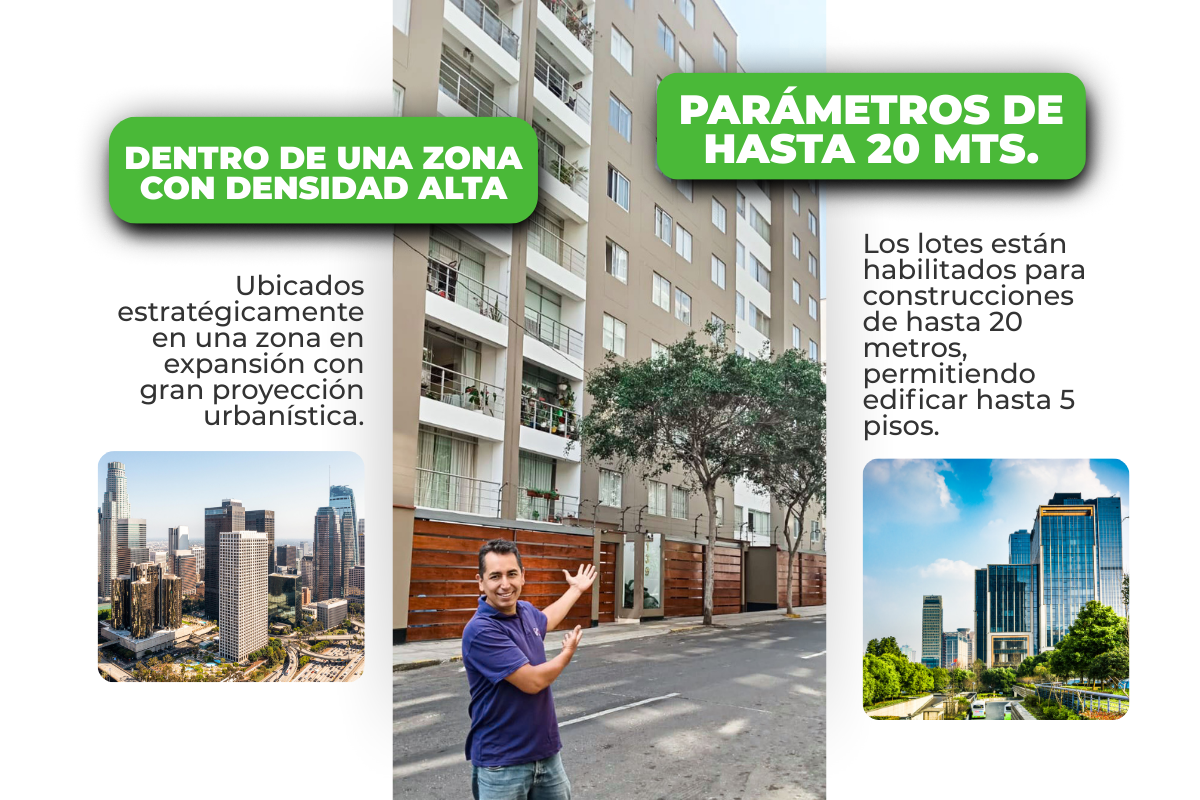 DENTRO DE UNA ZONA
CON DENSIDAD ALTA
Ubicados
estratégicamente
en una zona en
expansión con
gran proyección
urbanística.
PARÁMETROS DE
HASTA 20 MTS.
Los lotes están
habilitados para
construcciones
de hasta 20
metros,
permitiendo
edificar hasta 5
pisos.